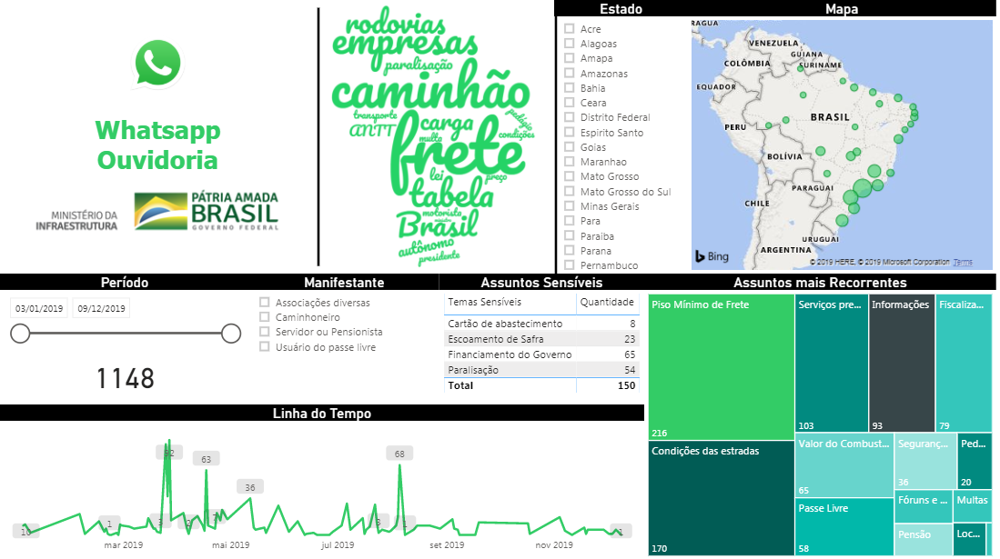 Whatsapp
Ouvidoria
MINISTÉRIO DA
INFRAESTRUTURA
PÁTRIA AMADA
BRASIL
GOVERNO FEDERAL
rodovias
empresas
paralisação
caminhão
transporte
ANTT
carga
multa
pedágio
condições
frete
lei
preço
tabela
motorista
Brasil
autônomo
presidente
Estado
Acre
Alagoas
Amapa
Amazonas
Bahia
Ceara
Distrito Federal
Espirito Santo
Goias
Maranhao
Mato Grosso
Mato Grosso do Sul
Minas Gerais
Para
Paraiba
Parana
Pernambuco
Mapa
RAGUA
VENEZUELA
GUIANA
SURINAME
COLÔMBIA
EQUADOR
BRASIL
PERU
BOLÍVIA
PARAGUAI
CHILE
URUGUAI
ARGENTINA
Bing
© 2019 HERE, © 2019 Microsoft Corporation Terms
Período
03/01/2019 09/12/2019
1148
Manifestante
Associações diversas
Caminhoneiro
Servidor ou Pensionista
Usuário do passe livre
Assuntos Sensíveis
Temas Sensíveis Quantidade
Cartão de abastecimento 8
Escoamento de Safra 23
Financiamento do Governo 65
Paralisação 54
Total 150
Assuntos mais Recorrentes
Piso Mínimo de Frete
216
Condições das estradas
170
Serviços pre...
103
Informações
93
Fiscaliza...
79
Valor do Combust...
65
Passe Livre
58
Seguranç...
36
Ped...
20
Fóruns e ...
Multas
Pensão
Loc...
Linha do Tempo
10
1
3
92
2
63
7
36
3
68
1
1
mar 2019
mai 2019
jul 2019
set 2019
nov 2019